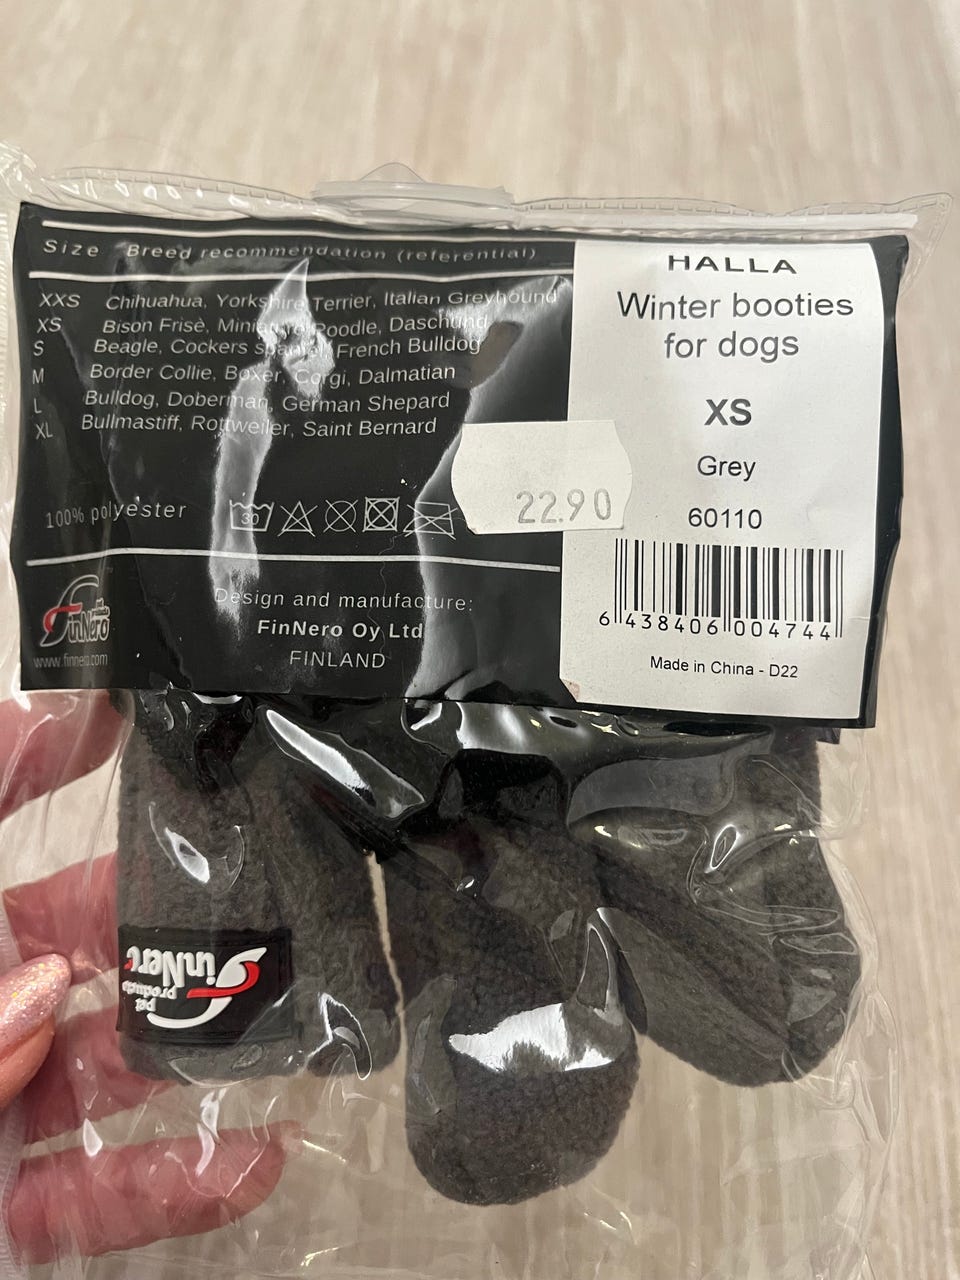 Size Breed recommendation (referential)
XXS Chihuahua, Yorkshire Terrier, Italian Greyhound
XS Bison Frisè, Miniature Poodle, Daschund
S Beagle, Cockers spaniel, French Bulldog
M Border Collie, Boxer, Corgi, Dalmatian
L Bulldog, Doberman, German Shepard
XL Bullmastiff, Rottweiler, Saint Bernard
100% polyester
30
Design and manufacture:
FinNero Oy Ltd
FINLAND
FinNero
www.finnero.com
HALLA
Winter booties
for dogs
XS
Grey
60110
6 438406 004744
Made in China - D22
22.90
FinNero
pet
products